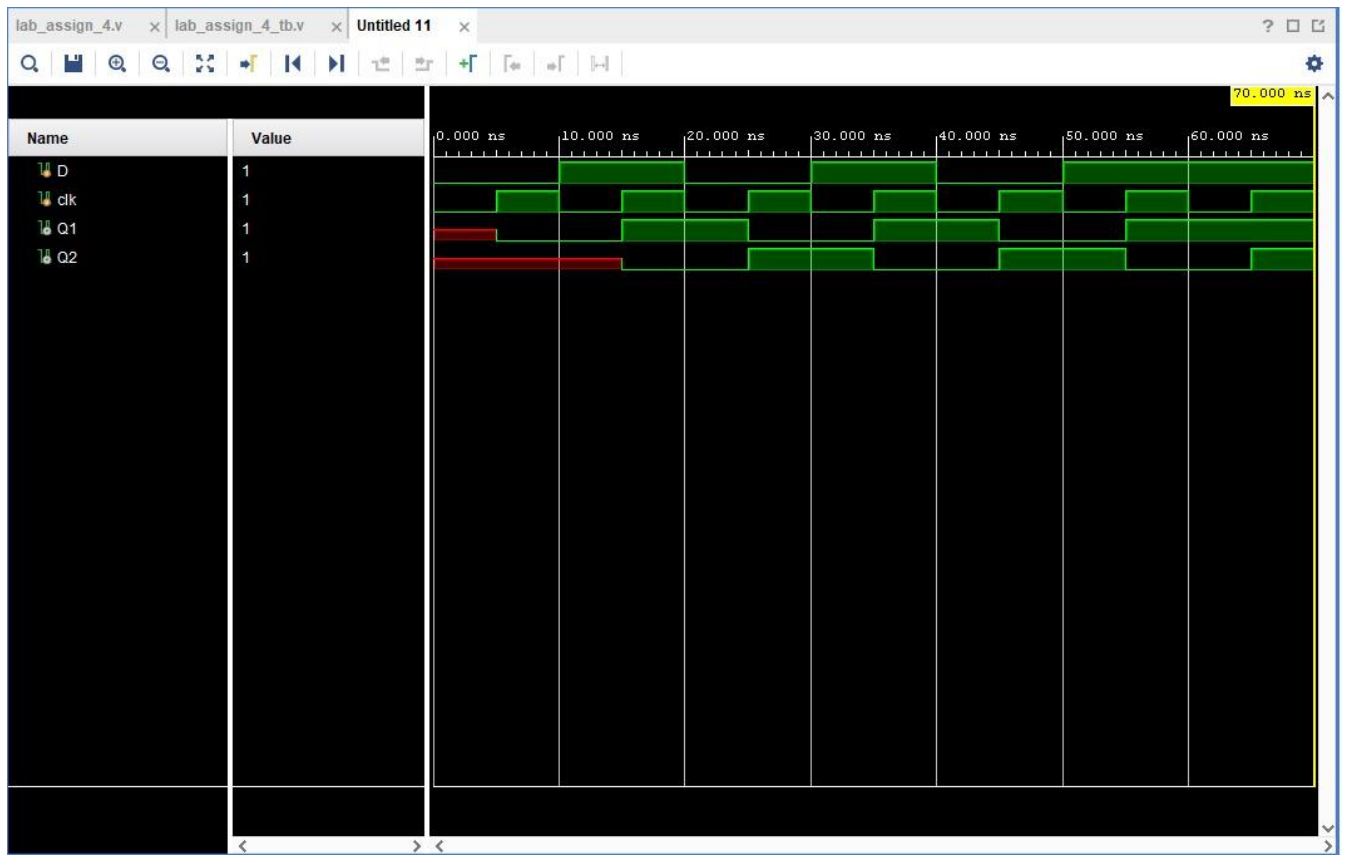 lab_assign_4.v × lab_assign_4_tb.v × Untitled 11 × ?
70.000 ns
Name Value 0.000 ns 10.000 ns 20.000 ns 30.000 ns 40.000 ns 50.000 ns 60.000 ns
D 1
clk 1
Q1 1
Q2 1